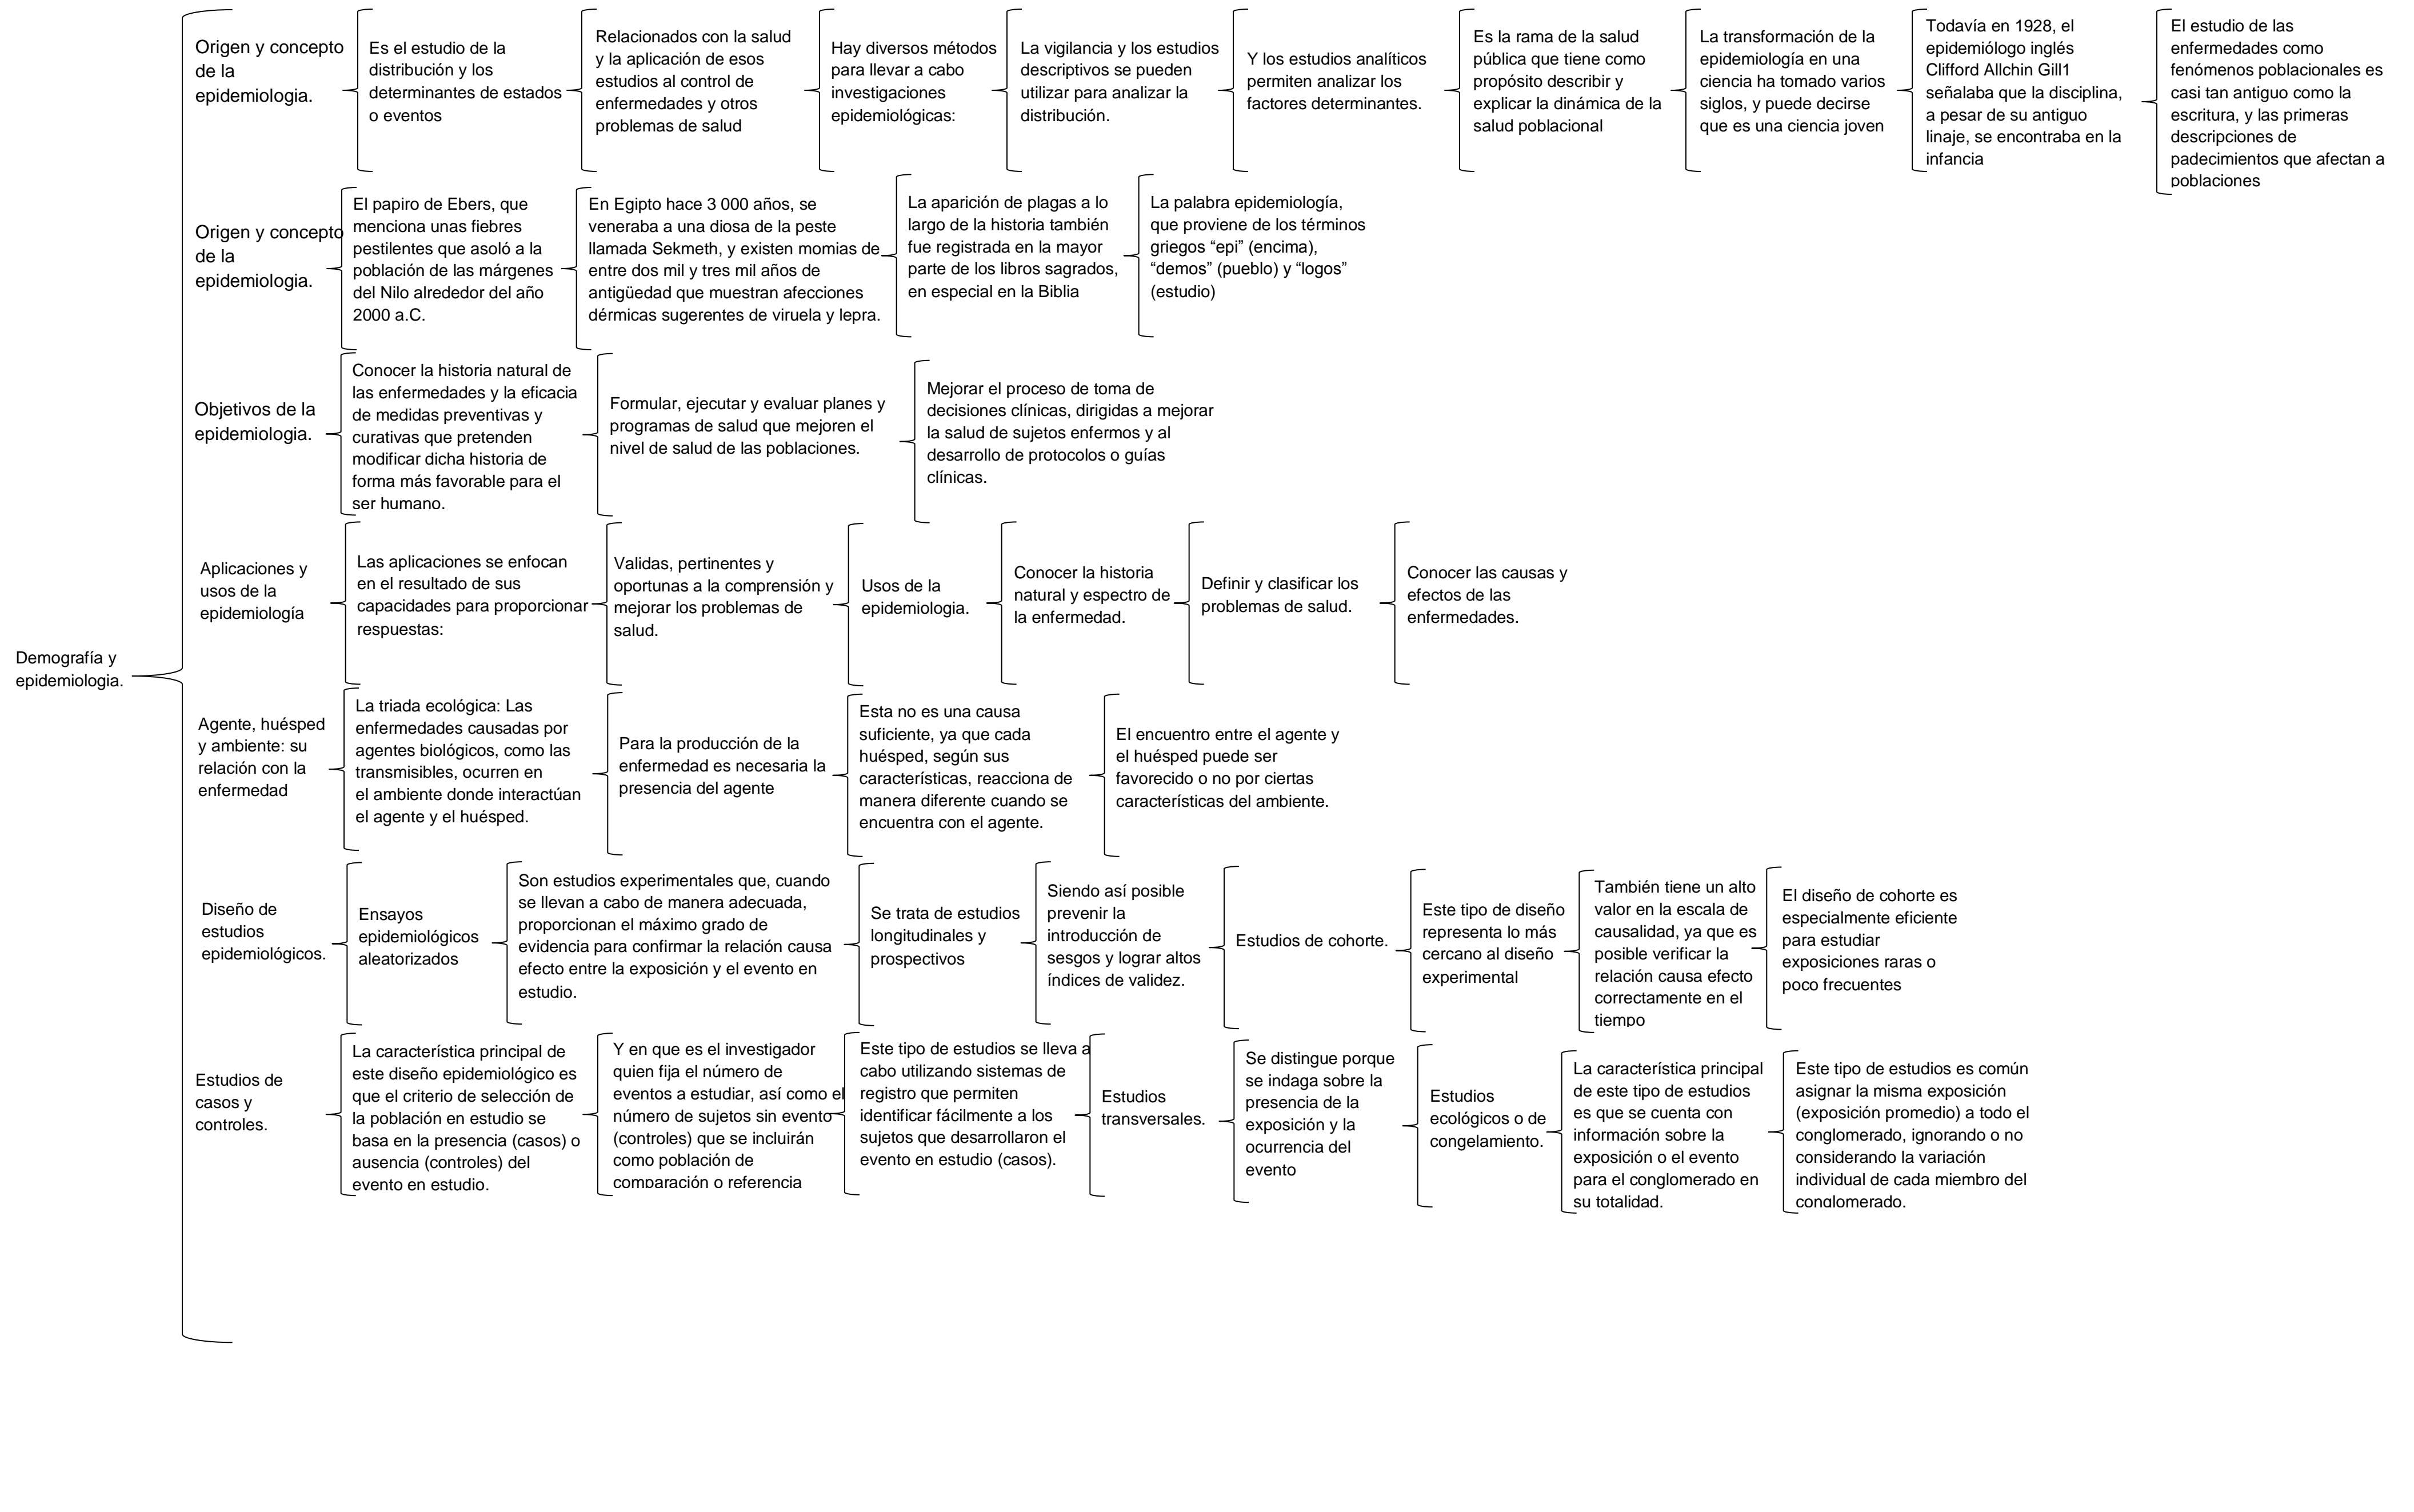 Demografía y
epidemiologia.
Origen y concepto
de la
epidemiologia.
Es el estudio de la
distribución y los
determinantes de estados
o eventos
Relacionados con la salud
y la aplicación de esos
estudios al control de
enfermedades y otros
problemas de salud
Hay diversos métodos
para llevar a cabo
investigaciones
epidemiológicas:
La vigilancia y los estudios
descriptivos se pueden
utilizar para analizar la
distribución.
Y los estudios analíticos
permiten analizar los
factores determinantes.
Es la rama de la salud
pública que tiene como
propósito describir y
explicar la dinámica de la
salud poblacional
La transformación de la
epidemiología en una
ciencia ha tomado varios
siglos, y puede decirse
que es una ciencia joven
Todavía en 1928, el
epidemiólogo inglés
Clifford Allchin Gill1
señalaba que la disciplina,
a pesar de su antiguo
linaje, se encontraba en la
infancia
El estudio de las
enfermedades como
fenómenos poblacionales es
casi tan antiguo como la
escritura, y las primeras
descripciones de
padecimientos que afectan a
poblaciones
Origen y concepto
de la
epidemiologia.
El papiro de Ebers, que
menciona unas fiebres
pestilentes que asoló a la
población de las márgenes
del Nilo alrededor del año
2000 a.C.
En Egipto hace 3 000 años, se
veneraba a una diosa de la peste
llamada Sekmeth, y existen momias de
entre dos mil y tres mil años de
antigüedad que muestran afecciones
dérmicas sugerentes de viruela y lepra.
La aparición de plagas a lo
largo de la historia también
fue registrada en la mayor
parte de los libros sagrados,
en especial en la Biblia
La palabra epidemiología,
que proviene de los términos
griegos “epi” (encima),
“demos” (pueblo) y “logos”
(estudio)
Objetivos de la
epidemiologia.
Conocer la historia natural de
las enfermedades y la eficacia
de medidas preventivas y
curativas que pretenden
modificar dicha historia de
forma más favorable para el
ser humano.
Formular, ejecutar y evaluar planes y
programas de salud que mejoren el
nivel de salud de las poblaciones.
Mejorar el proceso de toma de
decisiones clínicas, dirigidas a mejorar
la salud de sujetos enfermos y al
desarrollo de protocolos o guías
clínicas.
Aplicaciones y
usos de la
epidemiología
Las aplicaciones se enfocan
en el resultado de sus
capacidades para proporcionar
respuestas:
Validas, pertinentes y
oportunas a la comprensión y
mejorar los problemas de
salud.
Usos de la
epidemiologia.
Conocer la historia
natural y espectro de
la enfermedad.
Definir y clasificar los
problemas de salud.
Conocer las causas y
efectos de las
enfermedades.
Agente, huésped
y ambiente: su
relación con la
enfermedad
La triada ecológica: Las
enfermedades causadas por
agentes biológicos, como las
transmisibles, ocurren en
el ambiente donde interactúan
el agente y el huésped.
Para la producción de la
enfermedad es necesaria la
presencia del agente
Esta no es una causa
suficiente, ya que cada
huésped, según sus
características, reacciona de
manera diferente cuando se
encuentra con el agente.
El encuentro entre el agente y
el huésped puede ser
favorecido o no por ciertas
características del ambiente.
Diseño de
estudios
epidemiológicos.
Ensayos
epidemiológicos
aleatorizados
Son estudios experimentales que, cuando
se llevan a cabo de manera adecuada,
proporcionan el máximo grado de
evidencia para confirmar la relación causa
efecto entre la exposición y el evento en
estudio.
Se trata de estudios
longitudinales y
prospectivos
Siendo así posible
prevenir la
introducción de
sesgos y lograr altos
índices de validez.
Estudios de cohorte.
Este tipo de diseño
representa lo más
cercano al diseño
experimental
También tiene un alto
valor en la escala de
causalidad, ya que es
posible verificar la
relación causa efecto
correctamente en el
tiempo
El diseño de cohorte es
especialmente eficiente
para estudiar
exposiciones raras o
poco frecuentes
Estudios de
casos y
controles.
La característica principal de
este diseño epidemiológico es
que el criterio de selección de
la población en estudio se
basa en la presencia (casos) o
ausencia (controles) del
evento en estudio.
Y en que es el investigador
quien fija el número de
eventos a estudiar, así como el
número de sujetos sin evento
(controles) que se incluirán
como población de
comparación o referencia
Este tipo de estudios se lleva a
cabo utilizando sistemas de
registro que permiten
identificar fácilmente a los
sujetos que desarrollaron el
evento en estudio (casos).
Estudios
transversales.
Se distingue porque
se indaga sobre la
presencia de la
exposición y la
ocurrencia del
evento
Estudios
ecológicos o de
congelamiento.
La característica principal
de este tipo de estudios
es que se cuenta con
información sobre la
exposición o el evento
para el conglomerado en
su totalidad.
Este tipo de estudios es común
asignar la misma exposición
(exposición promedio) a todo el
conglomerado, ignorando o no
considerando la variación
individual de cada miembro del
conglomerado.